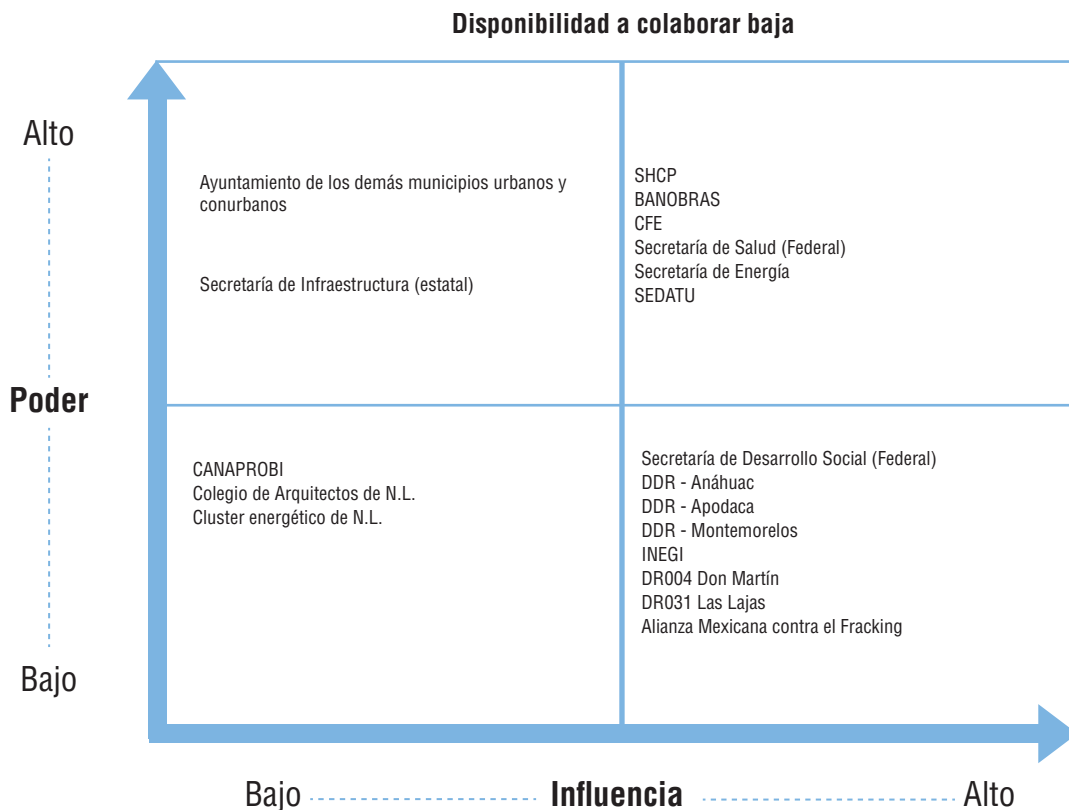 Disponibilidad a colaborar baja
Alto
Ayuntamiento de los demás municipios urbanos y
conurbanos
Secretaría de Infraestructura (estatal)
SHCP
BANOBRAS
CFE
Secretaría de Salud (Federal)
Secretaría de Energía
SEDATU
Poder
CANAPROBI
Colegio de Arquitectos de N.L.
Cluster energético de N.L.
Secretaría de Desarrollo Social (Federal)
DDR - Anáhuac
DDR - Apodaca
DDR - Montemorelos
INEGI
DR004 Don Martín
DR031 Las Lajas
Alianza Mexicana contra el Fracking
Bajo
Bajo Influencia Alto